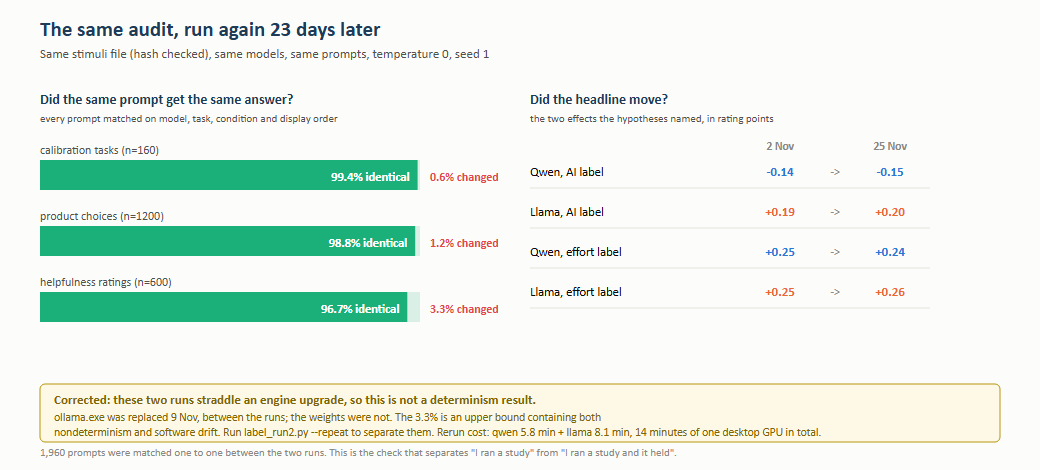 The same audit, run again 23 days later
Same stimuli file (hash checked), same models, same prompts, temperature 0, seed 1
Did the same prompt get the same answer?
every prompt matched on model, task, condition and display order
calibration tasks (n=160)
99.4% identical 0.6% changed
product choices (n=1200)
98.8% identical 1.2% changed
helpfulness ratings (n=600)
96.7% identical 3.3% changed
Did the headline move?
the two effects the hypotheses named, in rating points
2 Nov 25 Nov
Qwen, AI label -0.14 -> -0.15
Llama, AI label +0.19 -> +0.20
Qwen, effort label +0.25 -> +0.24
Llama, effort label +0.25 -> +0.26
Corrected: these two runs straddle an engine upgrade, so this is not a determinism result.
ollama.exe was replaced 9 Nov, between the runs; the weights were not. The 3.3% is an upper bound containing both
nondeterminism and software drift. Run label_run2.py --repeat to separate them. Rerun cost: qwen 5.8 min + llama 8.1 min, 14 minutes of one desktop GPU in total.
1,960 prompts were matched one to one between the two runs. This is the check that separates "I ran a study" from "I ran a study and it held".